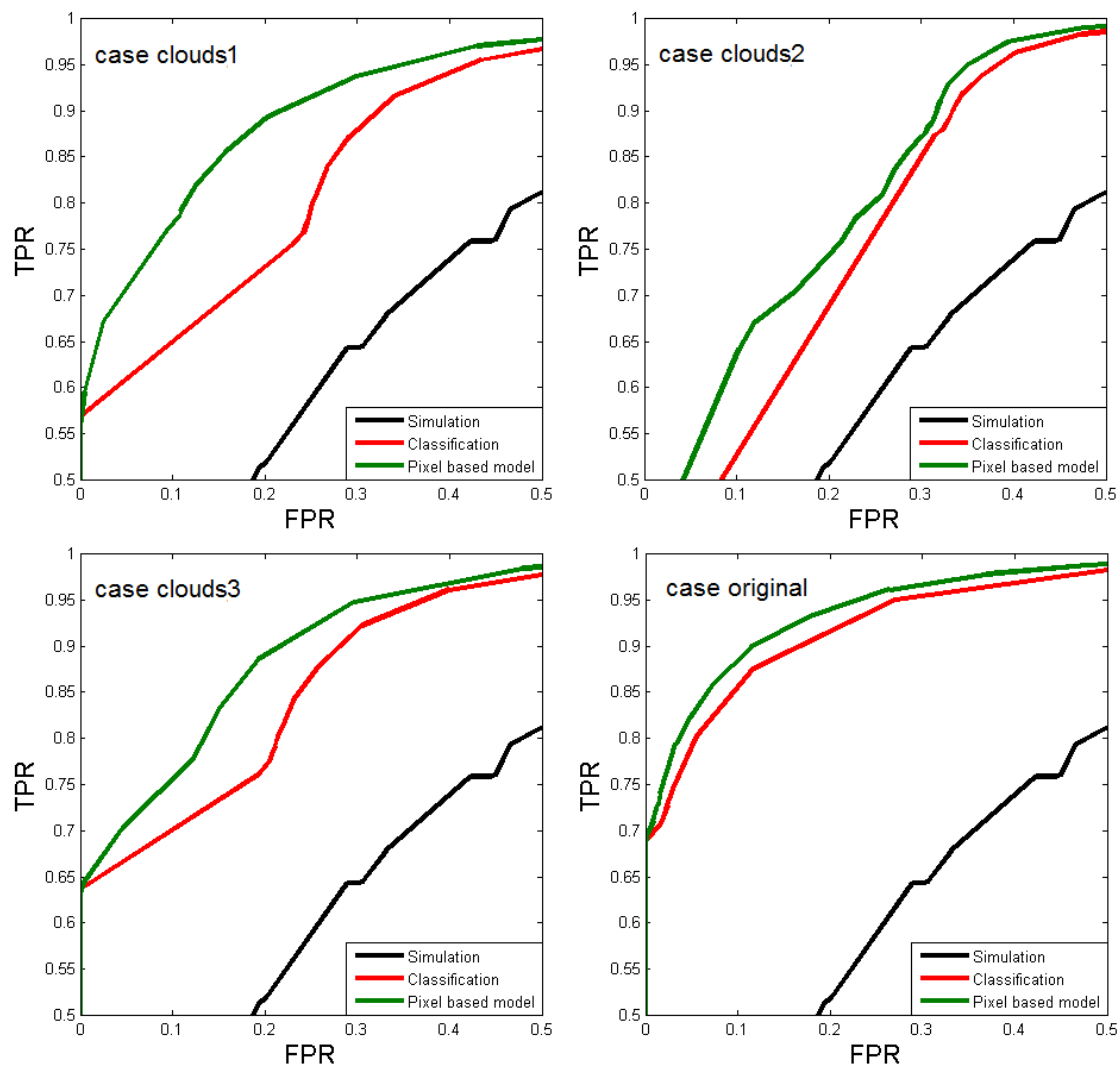 case clouds1
1
0.95
0.9
0.85
0.8
0.75
0.7
0.65
0.6
0.55
0.5
TPR
0
0.1
0.2
0.3
0.4
0.5
FPR
Simulation
Classification
Pixel based model
case clouds2
1
0.95
0.9
0.85
0.8
0.75
0.7
0.65
0.6
0.55
0.5
TPR
0
0.1
0.2
0.3
0.4
0.5
FPR
Simulation
Classification
Pixel based model
case clouds3
1
0.95
0.9
0.85
0.8
0.75
0.7
0.65
0.6
0.55
0.5
TPR
0
0.1
0.2
0.3
0.4
0.5
FPR
Simulation
Classification
Pixel based model
case original
1
0.95
0.9
0.85
0.8
0.75
0.7
0.65
0.6
0.55
0.5
TPR
0
0.1
0.2
0.3
0.4
0.5
FPR
Simulation
Classification
Pixel based model